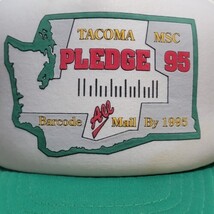 TACOMA MSC
PLEDGE 95
Barcode All Mail By 1995